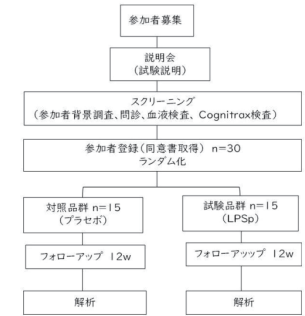 参加者募集
説明会
(試験説明)
スクリーニング
(参加者背景調査、問診、血液検査、Cognitrax検査)
参加者登録(同意書取得) n=30
ランダム化
対照品群 n=15
(プラセボ)
試験品群 n=15
(LPSp)
フォローアップ 12w
フォローアッップ 12w
解析
解析